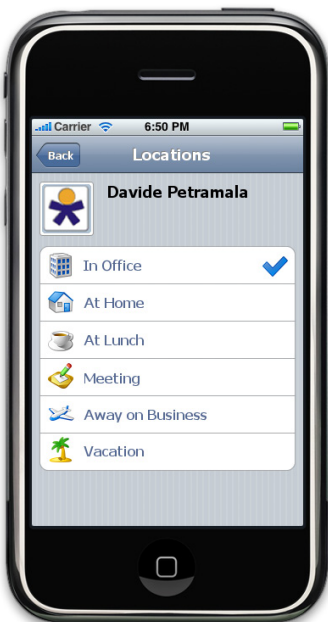 Carrier 6:50 PM
Back Locations
Davide Petramala
In Office
At Home
At Lunch
Meeting
Away on Business
Vacation